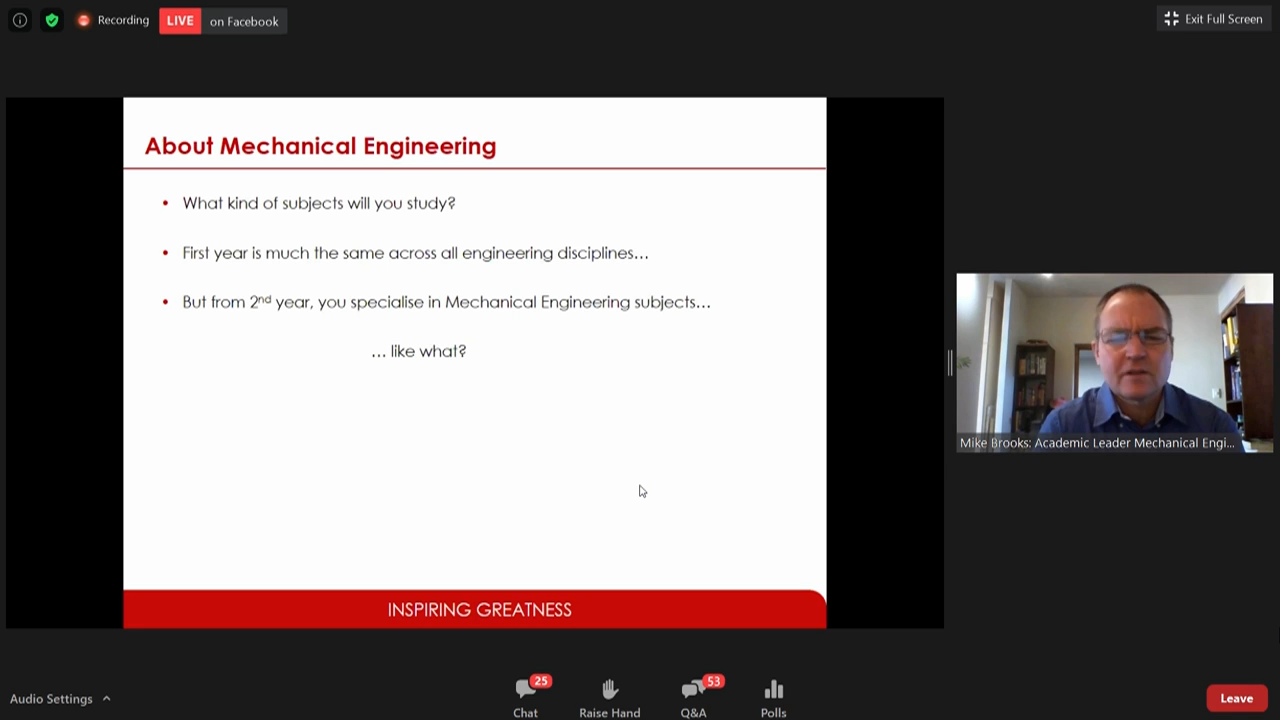 Recording
LIVE on Facebook
Exit Full Screen
About Mechanical Engineering
• What kind of subjects will you study?
• First year is much the same across all engineering disciplines…
• But from 2nd year, you specialise in Mechanical Engineering subjects…
… like what?
INSPIRING GREATNESS
Mike Brooks: Academic Leader Mechanical Engi...
Audio Settings
25
Chat
Raise Hand
53
Q&A
Polls
Leave